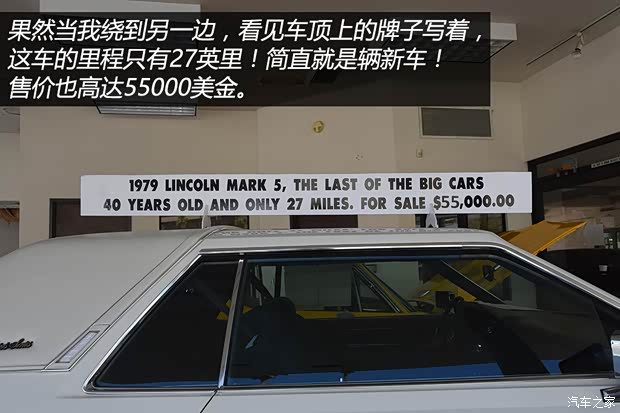 果然当我绕到另一边，看见车顶上的牌子写着，
这车的里程只有27英里！简直就是辆新车！
售价也高达55000美金。
1979 LINCOLN MARK 5, THE LAST OF THE BIG CARS
40 YEARS OLD AND ONLY 27 MILES. FOR SALE $55,000.00
汽车之家